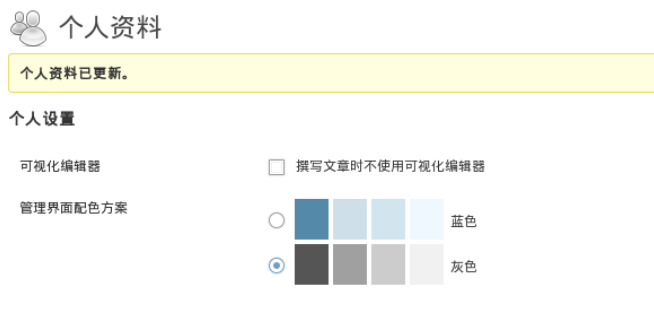 个人资料
个人资料已更新。
个人设置
可视化编辑器
撰写文章时不使用可视化编辑器
管理界面配色方案
蓝色
灰色